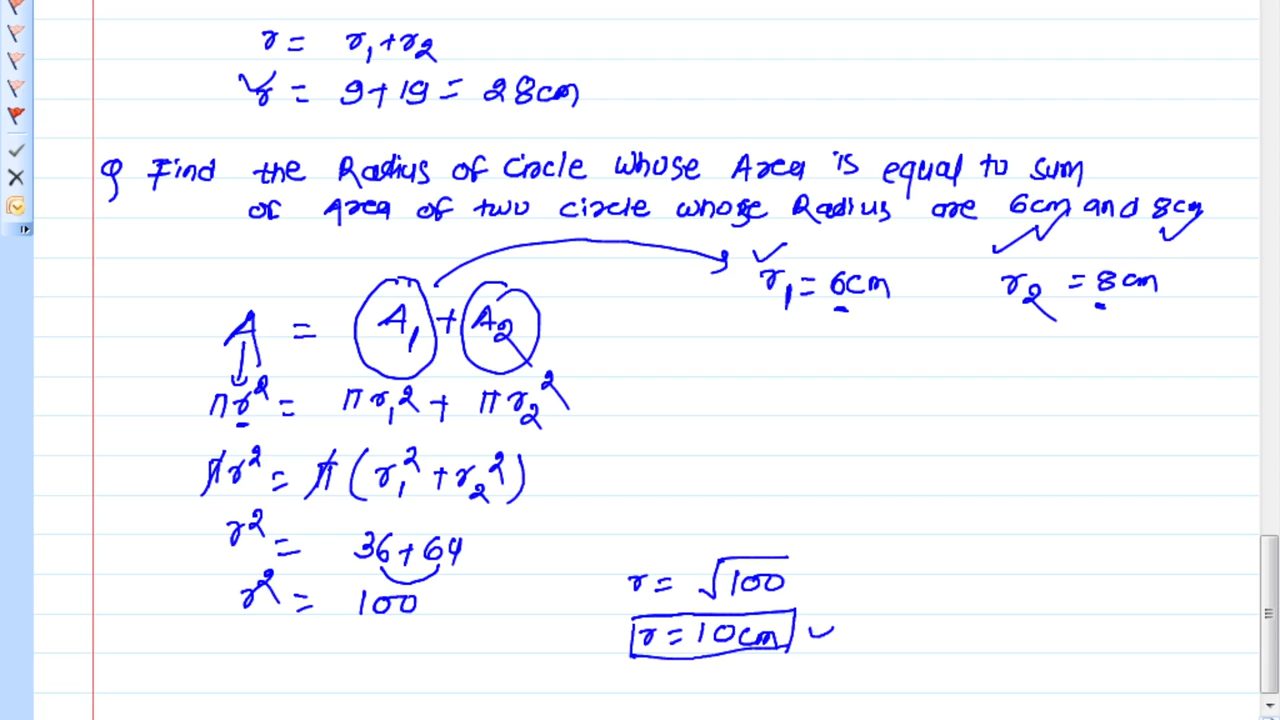 r = r₁+r₂
r = 9+19 = 28cm
Q Find the Radius of Circle whose Area is equal to sum
of Area of two circle whose Radius are 6cm and 8cm
r₁ = 6cm r₂ = 8cm
A = A₁ + A₂
πr² = πr₁² + πr₂²
πr² = π(r₁² + r₂²)
r² = 36+64
r² = 100
r = √100
r = 10cm